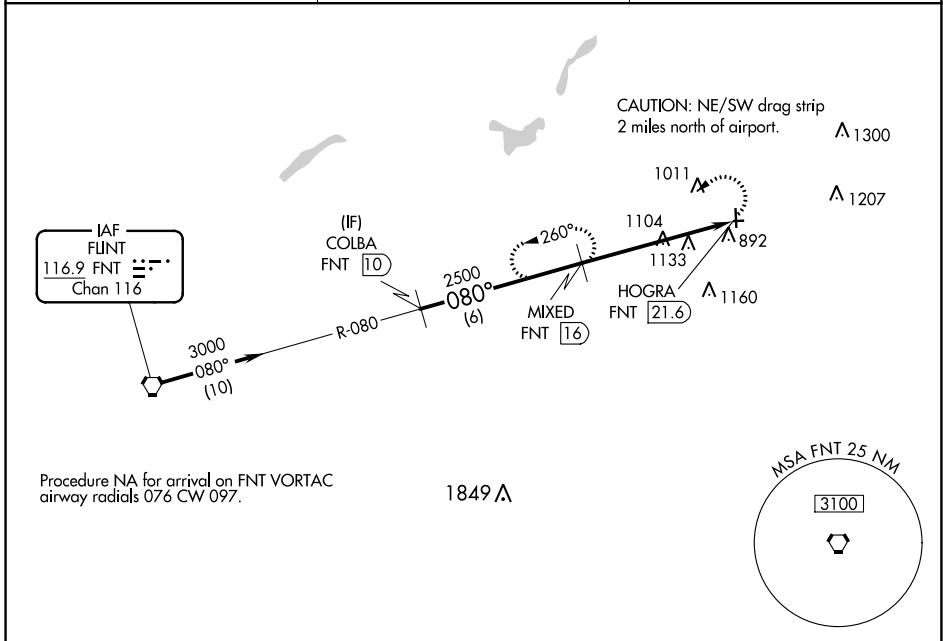 CAUTION: NE/SW drag strip
2 miles north of airport.
1300
1011
1207
IAF
FLINT
116.9 FNT
Chan 116
(IF)
COLBA
FNT 10
260°
1104
1133
892
2500
080°
(6)
MIXED
FNT 16
HOGRA
FNT 21.6
1160
R-080
3000
080°
(10)
Procedure NA for arrival on FNT VORTAC
airway radials 076 CW 097.
1849
MSA FNT 25 NM
3100